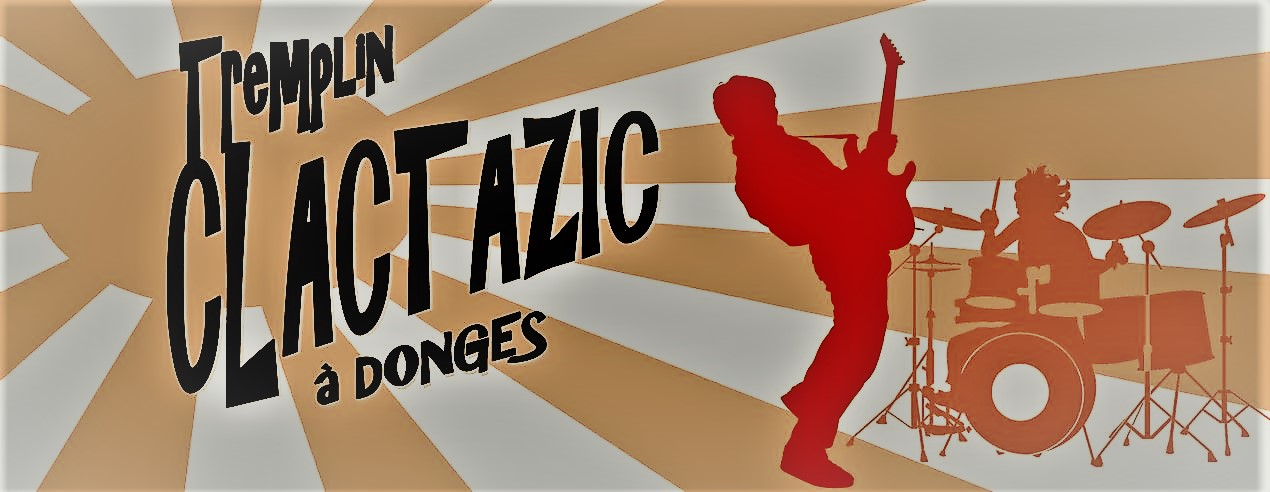 TreMPLiN
CLACTAZIC
à DONGES